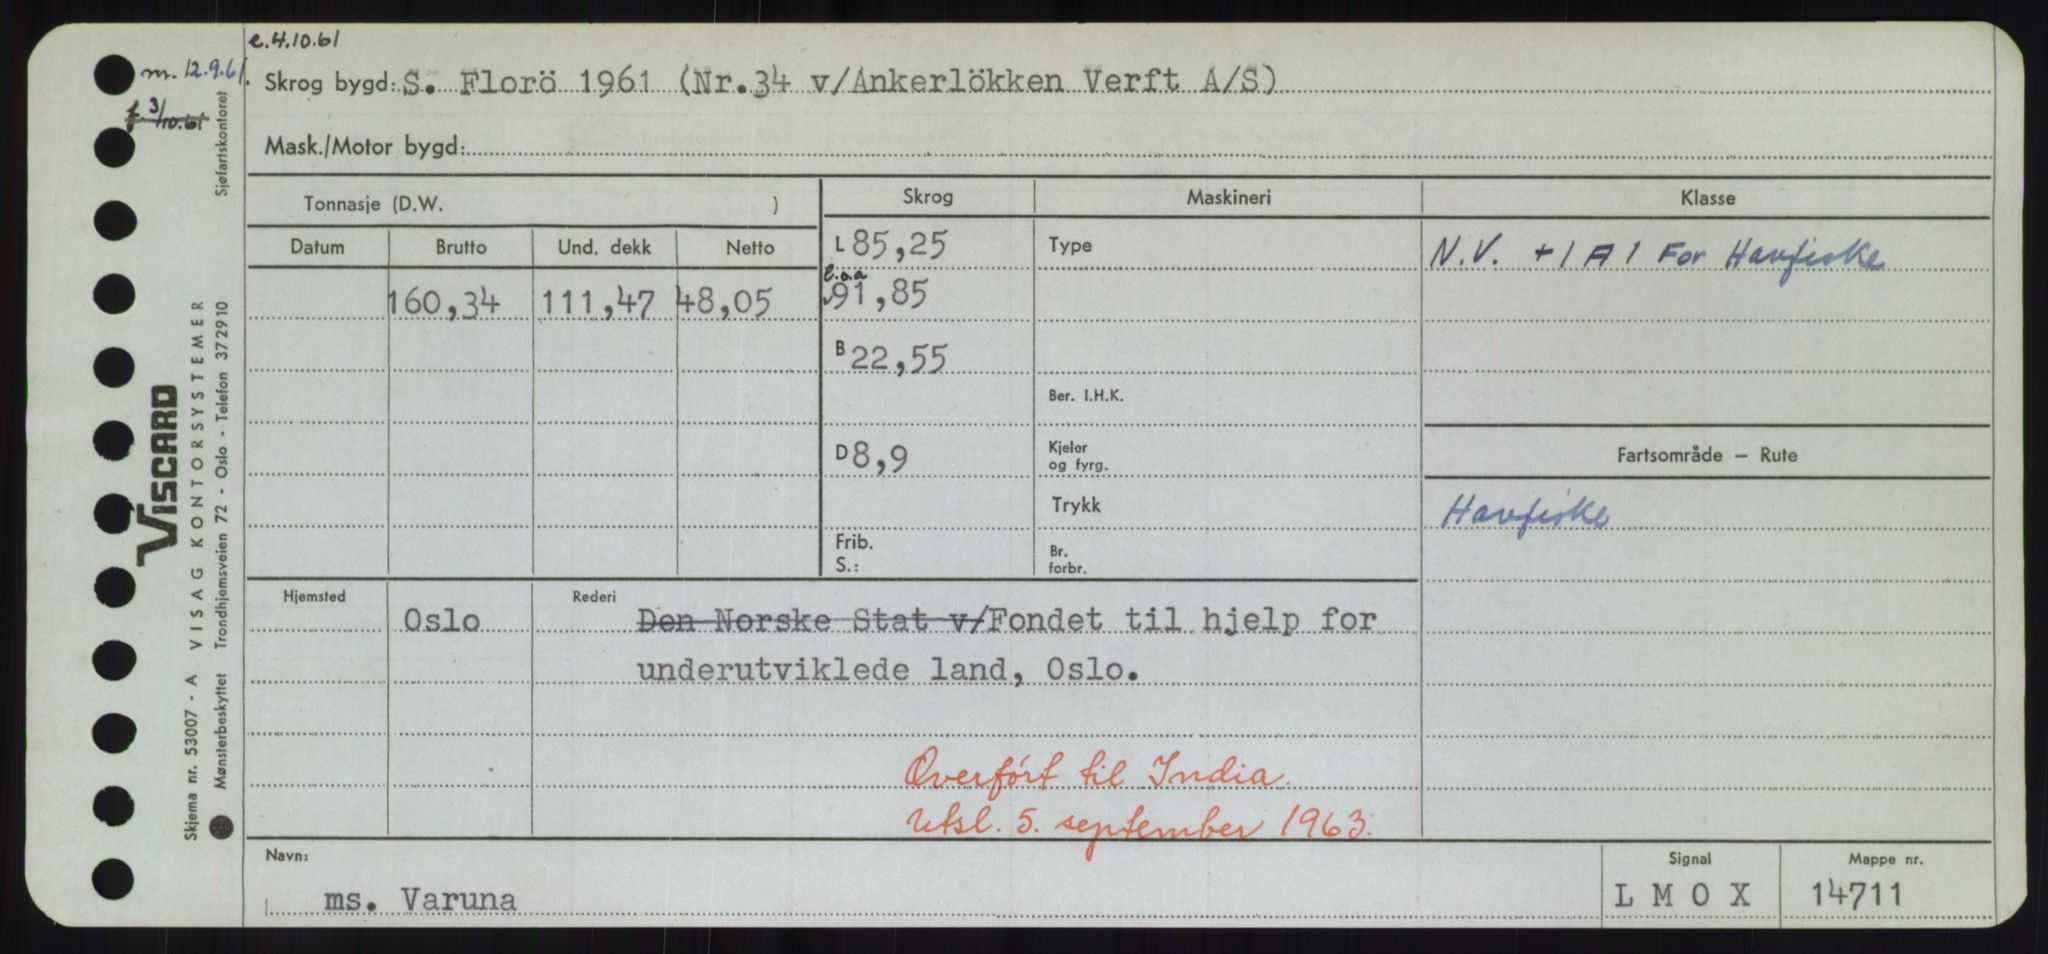 e.4.10.61
m. 12.9.61.
f. 3/10.61
Sjøfartskontoret
Skrog bygd: S. Florö 1961 (Nr.34 v/Ankerlökken Verft A/S)
Mask./Motor bygd:
Tonnasje (D.W. )
Skrog Maskineri Klasse
Datum Brutto Und. dekk Netto
L 85,25 Type N.V. +1 A 1 For Havfiske
160,34 111,47 48,05 l.o.a 91,85
B 22,55
Ber. I.H.K.
D 8,9 Kjeler og fyrg.
Fartsområde — Rute
Trykk
Havfiske
Frib. S.:
Br. forbr.
Hjemsted Oslo
Rederi Den Norske Stat v/Fondet til hjelp for
underutviklede land, Oslo.
Overført til India.
Utsl. 5. september 1963.
Navn: ms. Varuna
Signal L M O X
Mappe nr. 14711
VISCARD
VISAG KONTORSYSTEMER
Skjema nr. 53007 - A
Mønsterbeskyttet Trondhjemsveien 72 - Oslo - Telefon 372910